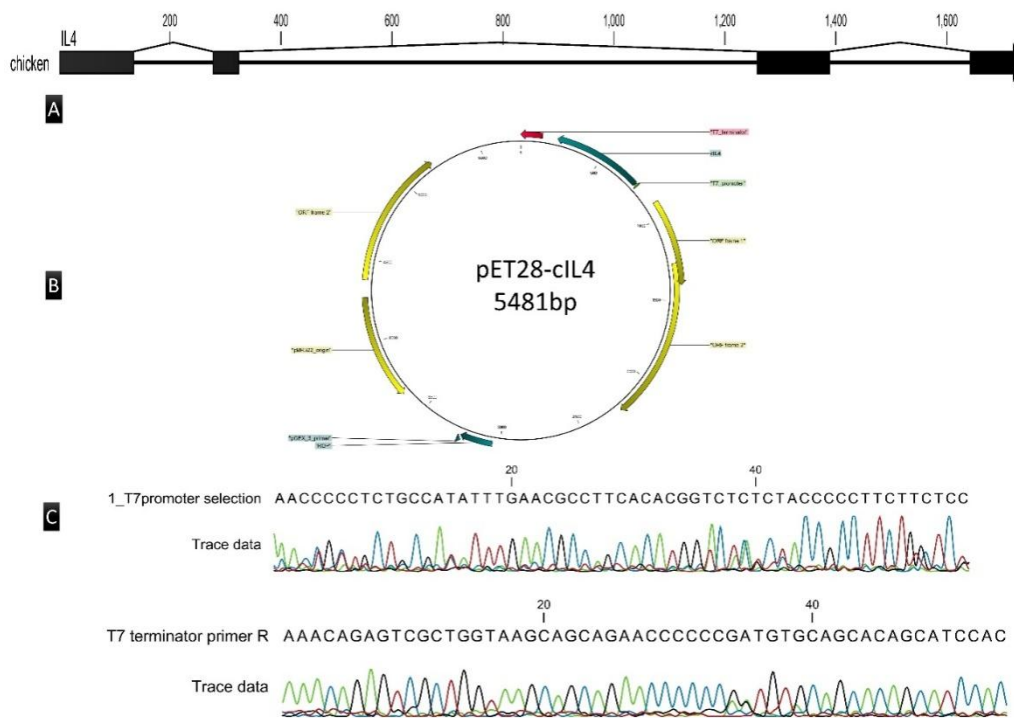 200 400 600 800 1,000 1,200 1,400 1,600
IL4
chicken
A
"T7_terminator"
cIL4
"T7_promoter"
"ORF frame 2"
"ORF frame 1"
B
pET28-cIL4
5481bp
"pBR322_origin"
20 40
1_T7promoter selection AACCCCCTCTGCCATATTTGAACGCCTTCACACGGTCTCTCTACCCCCTTCTTCTCC
C
Trace data
20 40
T7 terminator primer R AAACAGAGTCGCTGGTAAGCAGCAGAACCCCCCGATGTGCAGCACAGCATCCAC
Trace data